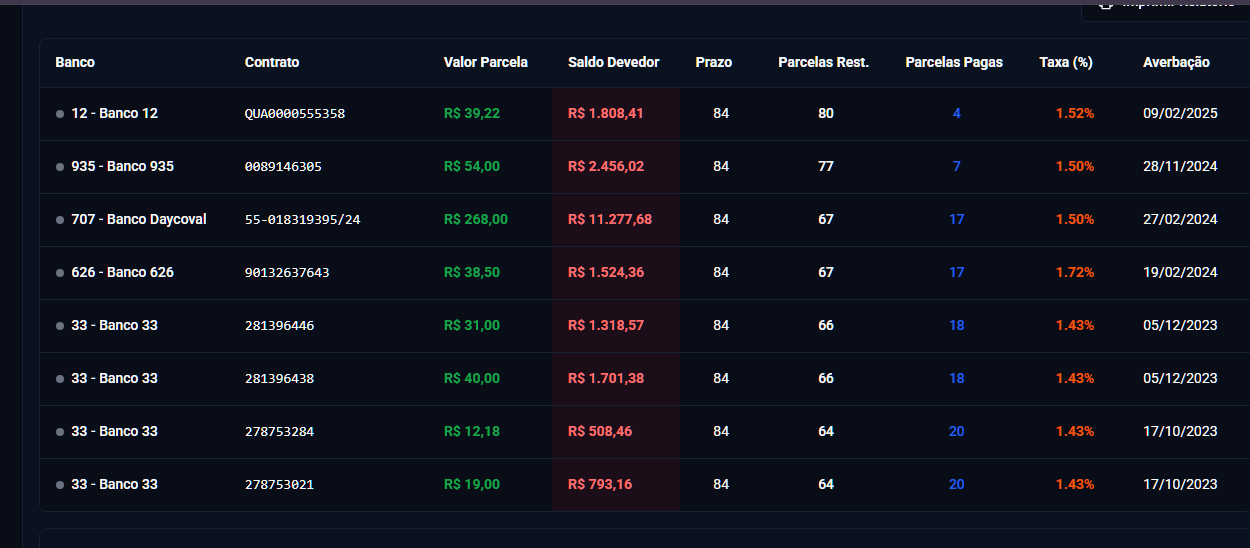 Imprimir Relatório
Banco Contrato Valor Parcela Saldo Devedor Prazo Parcelas Rest. Parcelas Pagas Taxa (%) Averbação
12 - Banco 12 QUA0000555358 R$ 39,22 R$ 1.808,41 84 80 4 1.52% 09/02/2025
935 - Banco 935 0089146305 R$ 54,00 R$ 2.456,02 84 77 7 1.50% 28/11/2024
707 - Banco Daycoval 55-018319395/24 R$ 268,00 R$ 11.277,68 84 67 17 1.50% 27/02/2024
626 - Banco 626 90132637643 R$ 38,50 R$ 1.524,36 84 67 17 1.72% 19/02/2024
33 - Banco 33 281396446 R$ 31,00 R$ 1.318,57 84 66 18 1.43% 05/12/2023
33 - Banco 33 281396438 R$ 40,00 R$ 1.701,38 84 66 18 1.43% 05/12/2023
33 - Banco 33 278753284 R$ 12,18 R$ 508,46 84 64 20 1.43% 17/10/2023
33 - Banco 33 278753021 R$ 19,00 R$ 793,16 84 64 20 1.43% 17/10/2023